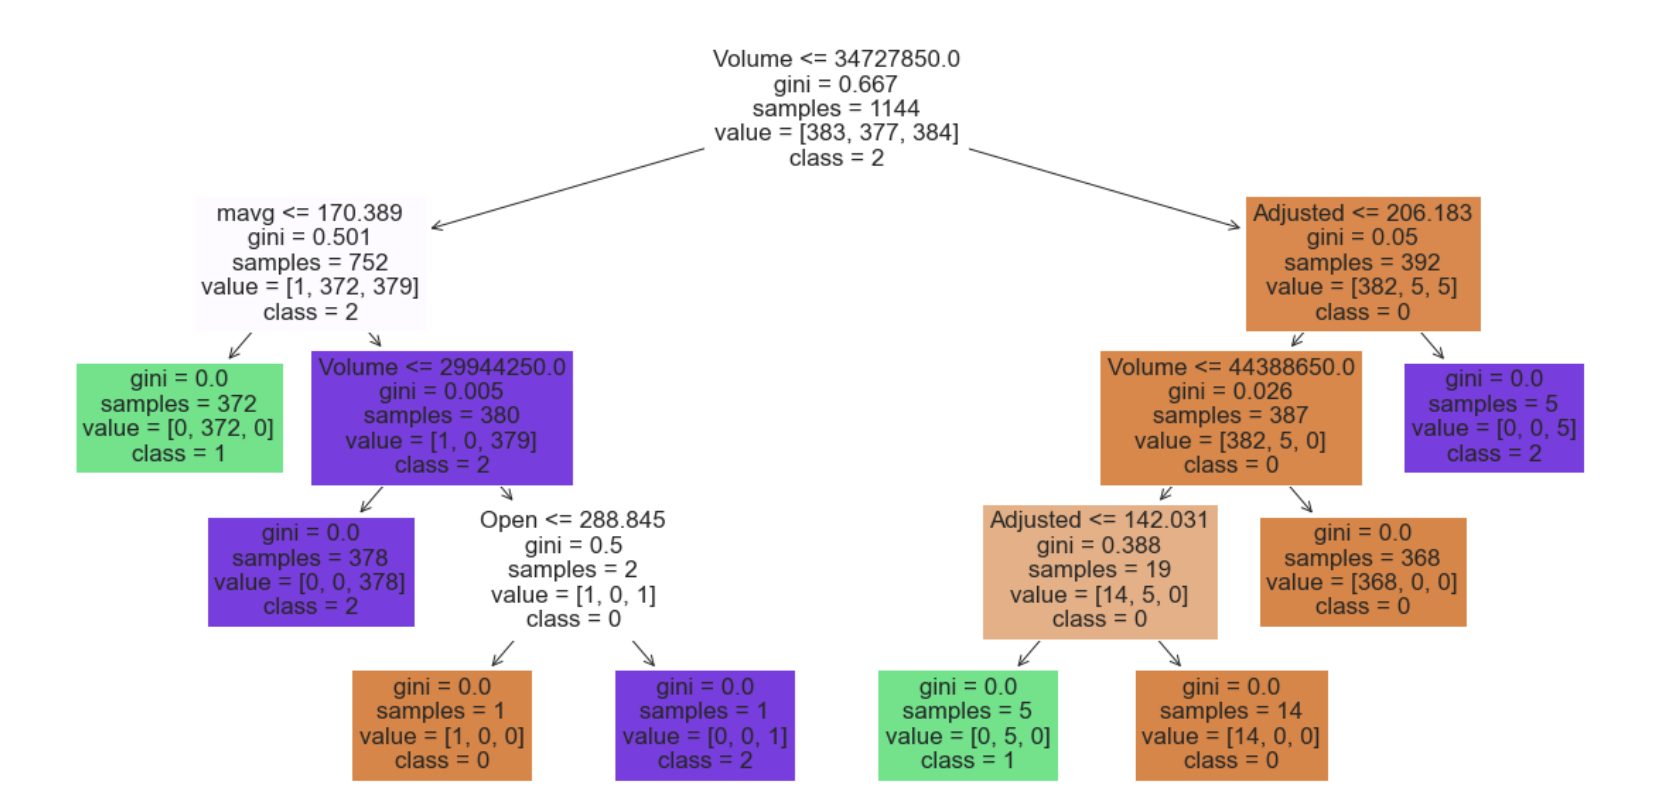 Volume <= 34727850.0
gini = 0.667
samples = 1144
value = [383, 377, 384]
class = 2
mavg <= 170.389
gini = 0.501
samples = 752
value = [1, 372, 379]
class = 2
Adjusted <= 206.183
gini = 0.05
samples = 392
value = [382, 5, 5]
class = 0
gini = 0.0
samples = 372
value = [0, 372, 0]
class = 1
Volume <= 29944250.0
gini = 0.005
samples = 380
value = [1, 0, 379]
class = 2
Volume <= 44388650.0
gini = 0.026
samples = 387
value = [382, 5, 0]
class = 0
gini = 0.0
samples = 5
value = [0, 0, 5]
class = 2
gini = 0.0
samples = 378
value = [0, 0, 378]
class = 2
Open <= 288.845
gini = 0.5
samples = 2
value = [1, 0, 1]
class = 0
Adjusted <= 142.031
gini = 0.388
samples = 19
value = [14, 5, 0]
class = 0
gini = 0.0
samples = 368
value = [368, 0, 0]
class = 0
gini = 0.0
samples = 1
value = [1, 0, 0]
class = 0
gini = 0.0
samples = 1
value = [0, 0, 1]
class = 2
gini = 0.0
samples = 5
value = [0, 5, 0]
class = 1
gini = 0.0
samples = 14
value = [14, 0, 0]
class = 0